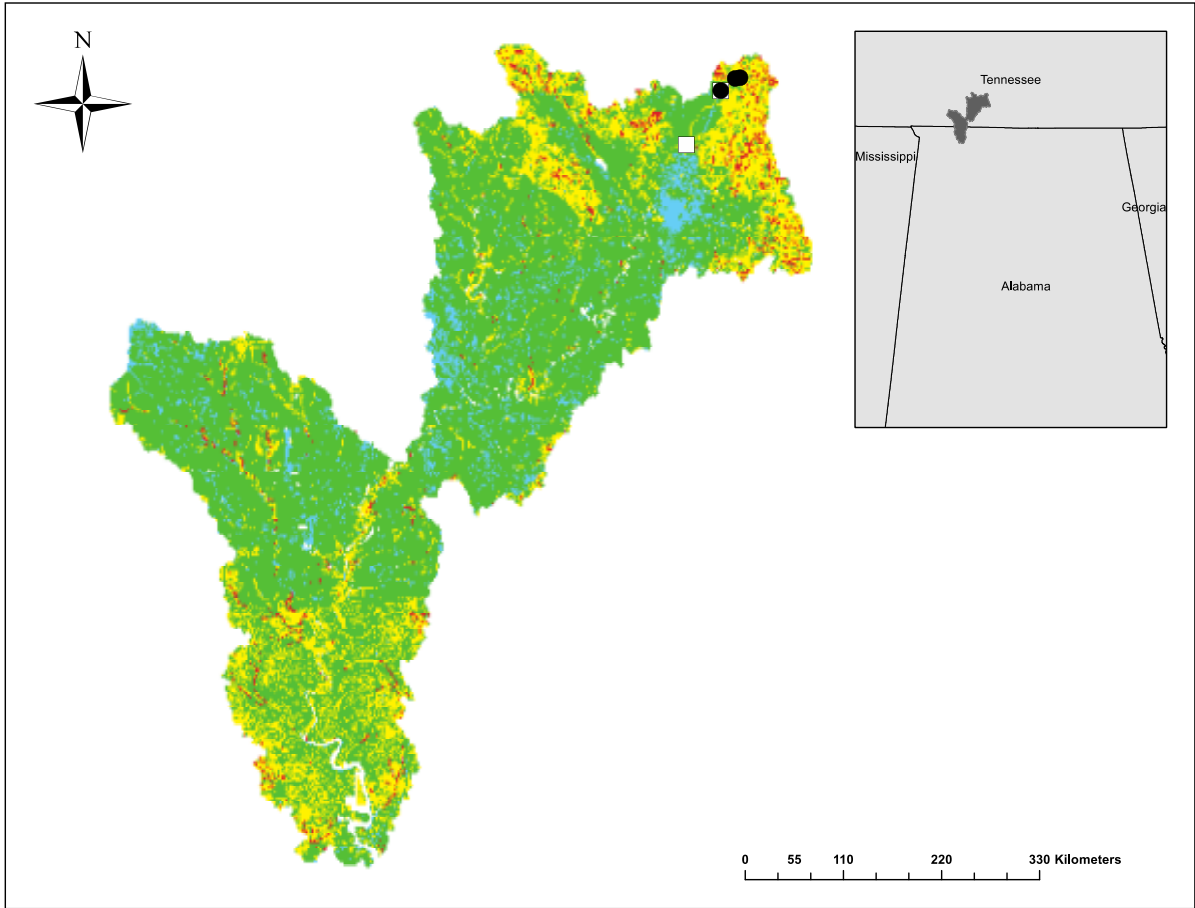 N
Tennessee
Mississippi
Georgia
Alabama
0 55 110 220 330 Kilometers